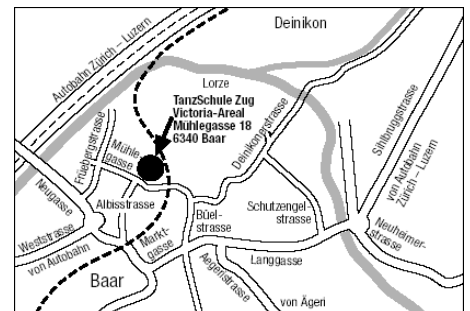 Deinikon
Autobahn Zürich – Luzern
Lorze
TanzSchule Zug
Victoria-Areal
Mühlegasse 18
6340 Baar
Deinikonerstrasse
Sihlbruggstrasse
von Autobahn
Zürich – Luzern
Früebergstrasse
Mühle
gasse
Neugasse
Albisstrasse
Büel-
strasse
Schutzengel-
strasse
Neuheimer-
strasse
Weststrasse
von Autobahn
Markt-
gasse
Langgasse
Baar
Aegeristrasse
von Ägeri